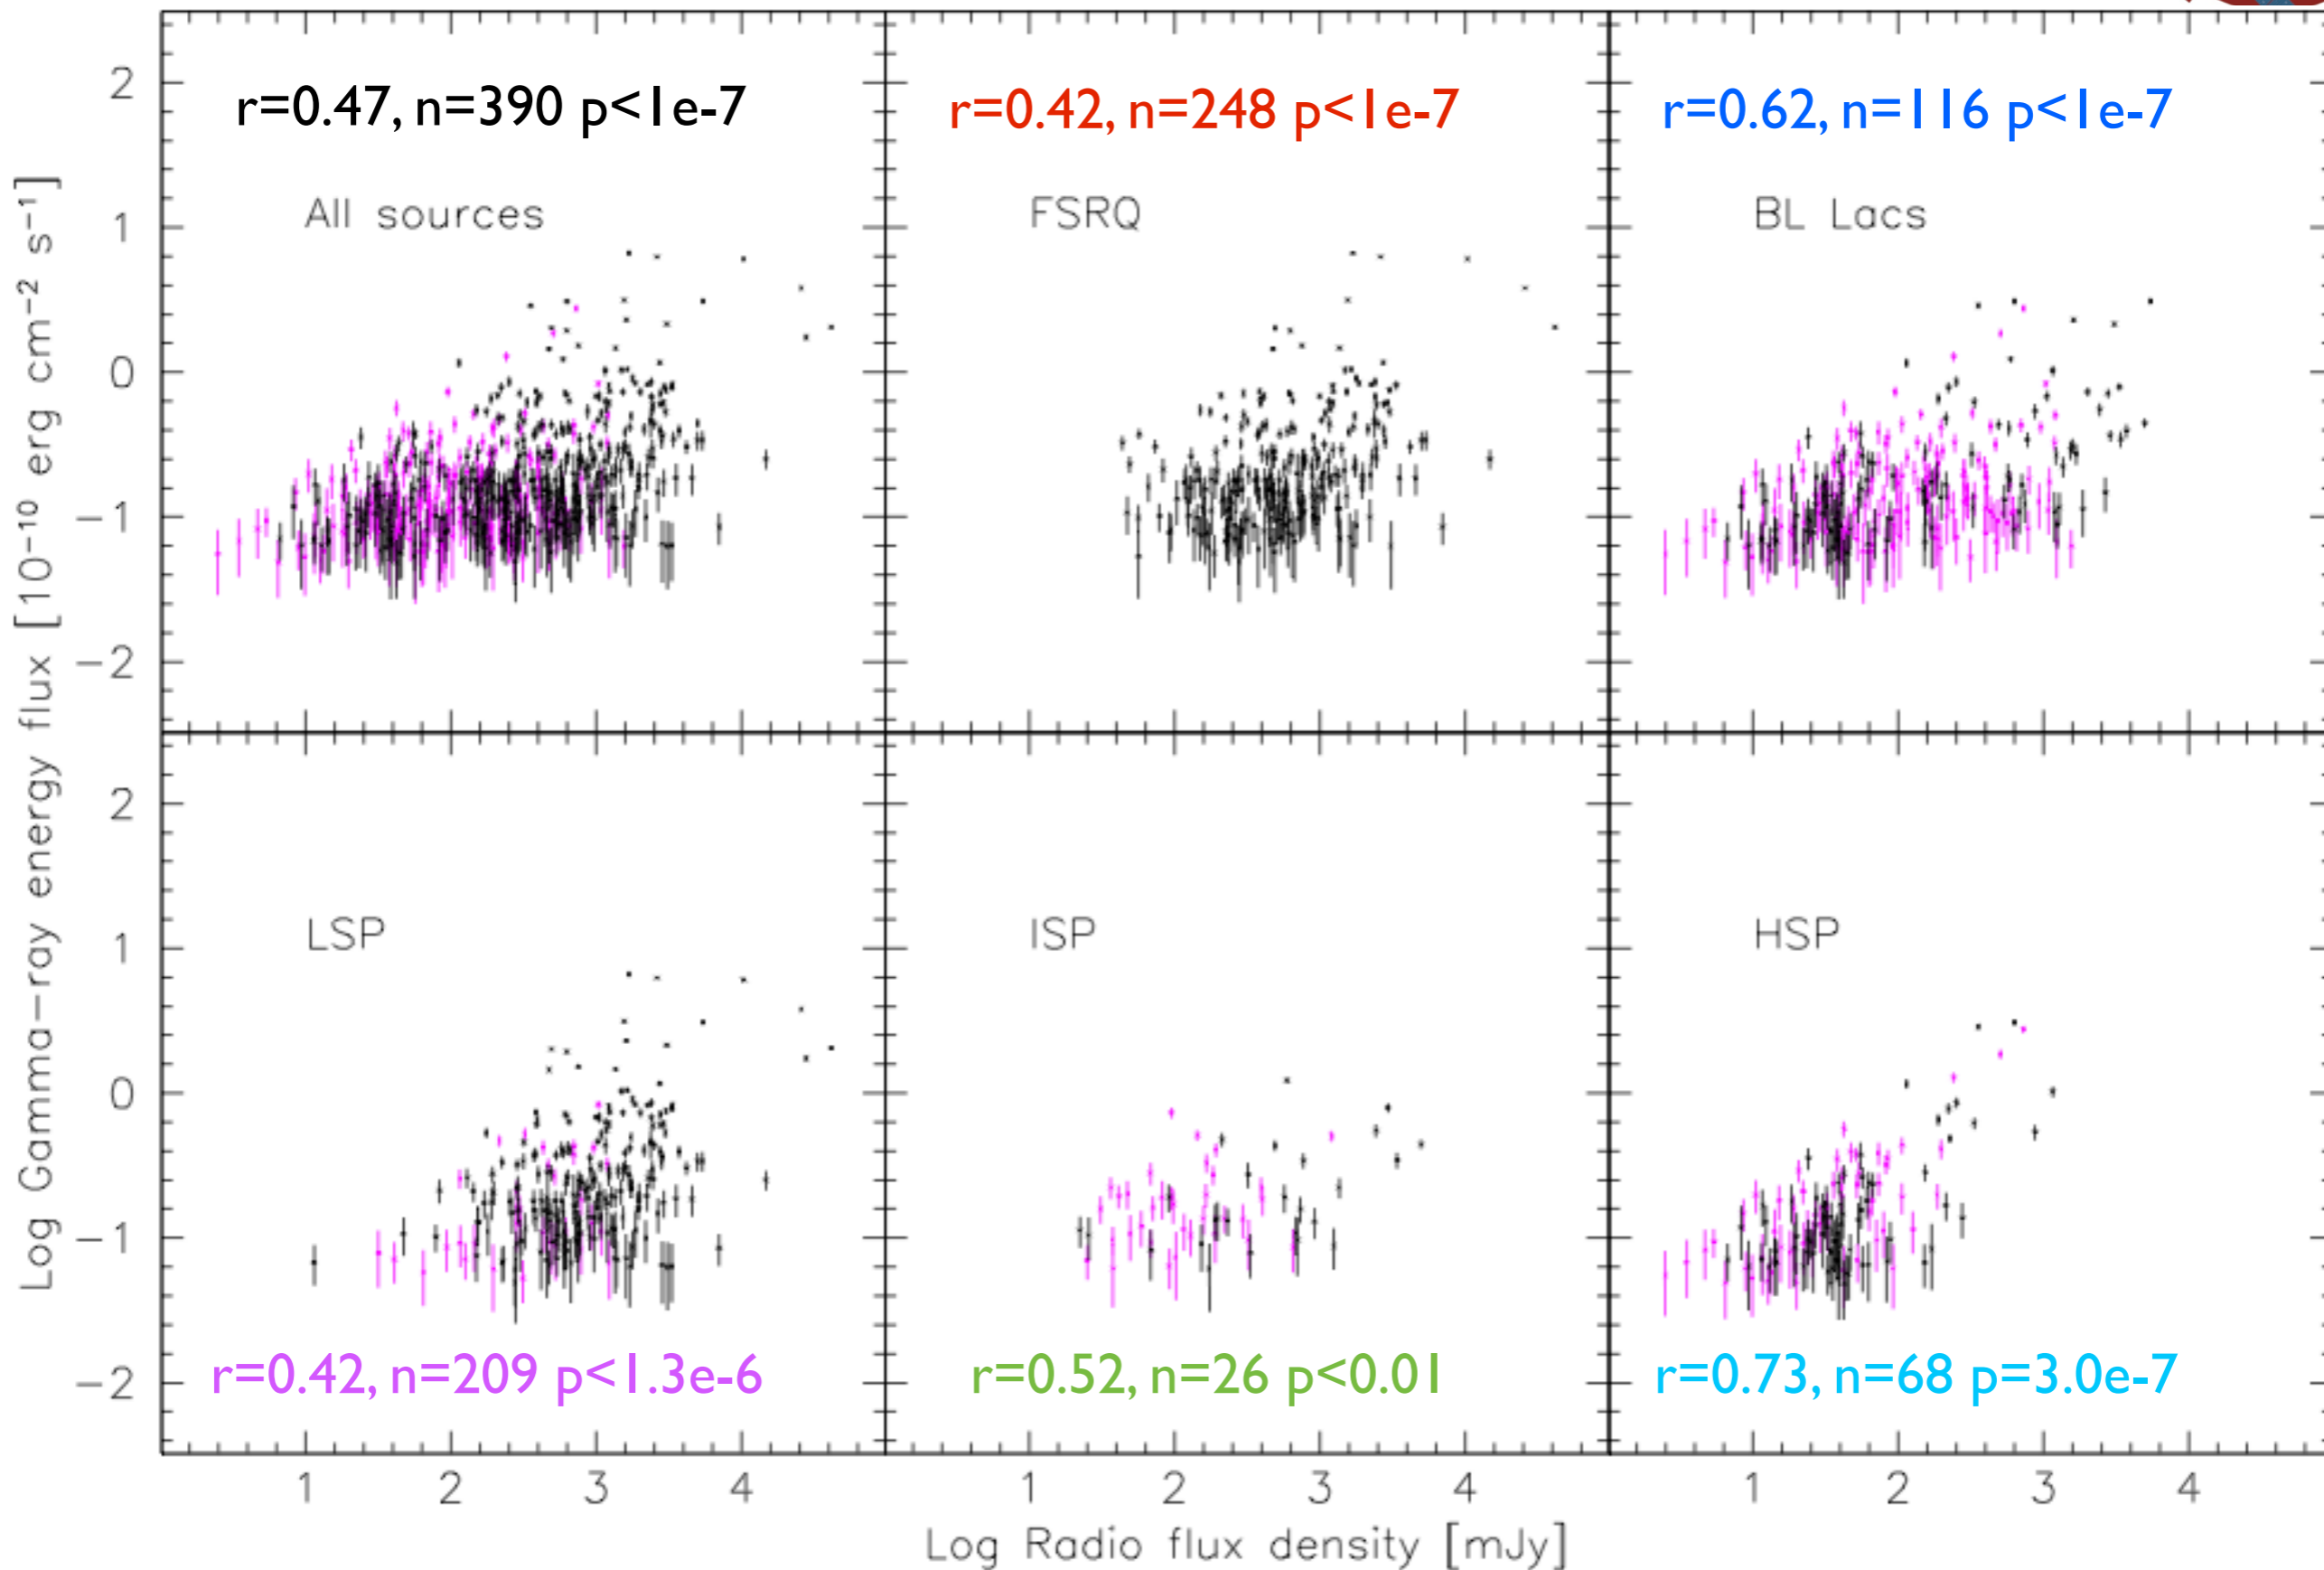 r=0.47, n=390 p<1e-7
r=0.42, n=248 p<1e-7
r=0.62, n=116 p<1e-7
All sources
FSRQ
BL Lacs
2
1
0
−1
−2
Log Gamma−ray energy flux [10−10 erg cm−2 s−1]
LSP
ISP
HSP
2
1
0
−1
−2
r=0.42, n=209 p<1.3e-6
r=0.52, n=26 p<0.01
r=0.73, n=68 p=3.0e-7
1 2 3 4
1 2 3 4
1 2 3 4
Log Radio flux density [mJy]